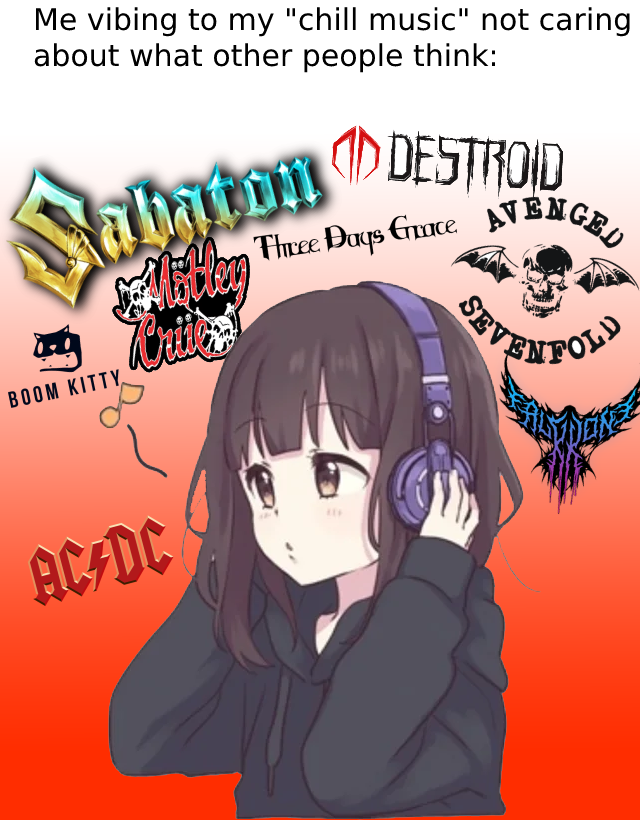 Me vibing to my "chill music" not caring
about what other people think:
DESTROID
Sabaton
AVENGED
Three Days Grace
Mötley
Crüe
SEVENFOLD
BOOM KITTY
AC DC